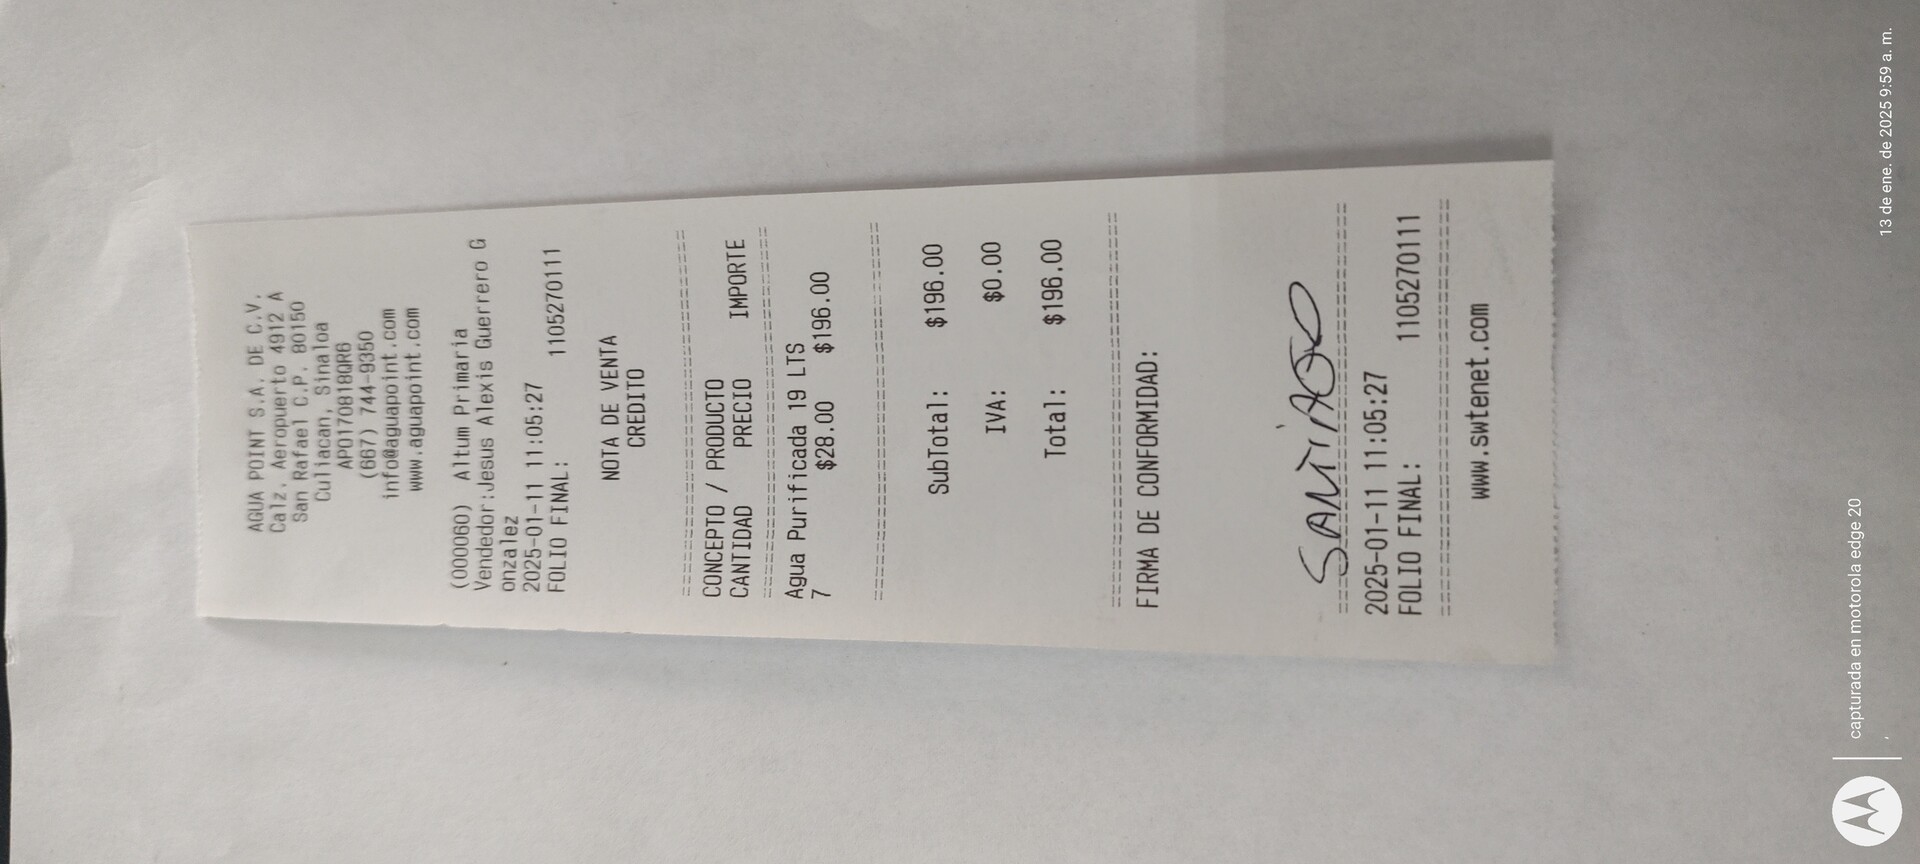 AGUA POINT S.A. DE C.V.
Calz. Aeropuerto 4912 A
San Rafael C.P. 80150
Culiacan, Sinaloa
APO170818QR6
(667) 744-9350
info@aguapoint.com
www.aguapoint.com
(000060) Altum Primaria
Vendedor:Jesus Alexis Guerrero G
onzalez
2025-01-11 11:05:27
FOLIO FINAL: 1105270111
NOTA DE VENTA
CREDITO
================================
CONCEPTO / PRODUCTO
CANTIDAD PRECIO IMPORTE
================================
Agua Purificada 19 LTS
7 $28.00 $196.00
================================
SubTotal: $196.00
IVA: $0.00
Total: $196.00
================================
FIRMA DE CONFORMIDAD:
SANTIAGO
================================
2025-01-11 11:05:27
FOLIO FINAL: 1105270111
================================
www.swtenet.com
capturada en motorola edge 20
13 de ene. de 2025 9:59 a. m.